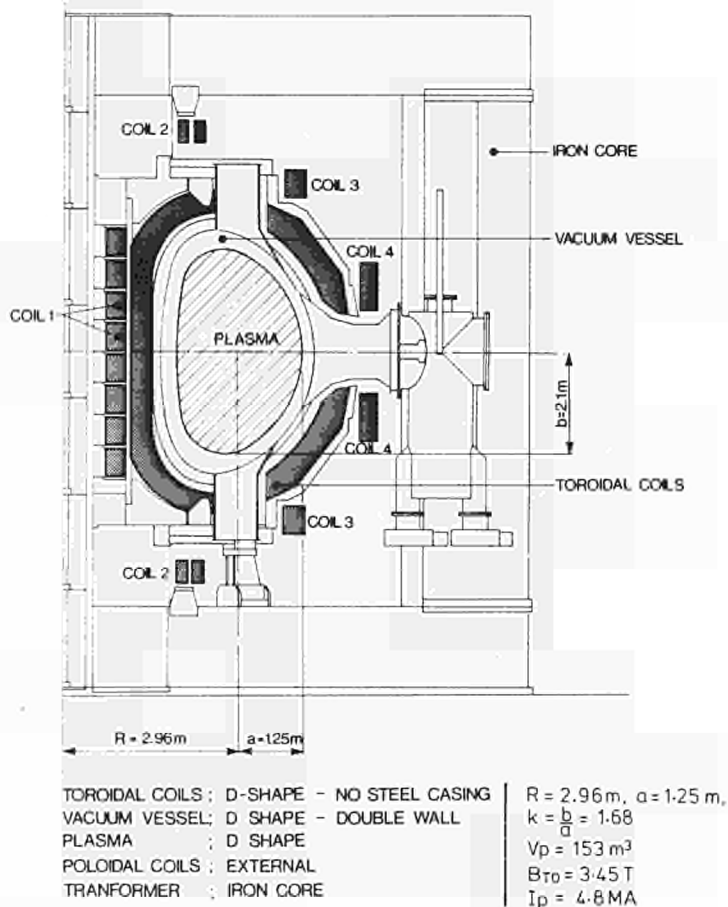 COIL 2
COIL 3
IRON CORE
VACUUM VESSEL
COIL 4
COIL 1
PLASMA
b=2.1m
COIL 4
TOROIDAL COILS
COIL 3
COIL 2
R = 2.96m
a=1.25m
TOROIDAL COILS ; D-SHAPE - NO STEEL CASING
VACUUM VESSEL; D SHAPE - DOUBLE WALL
PLASMA ; D SHAPE
POLOIDAL COILS ; EXTERNAL
TRANFORMER ; IRON CORE
R = 2.96m, a = 1.25 m,
k = b/a = 1.68
Vp = 153 m³
BTO = 3.45 T
Ip = 4.8 MA